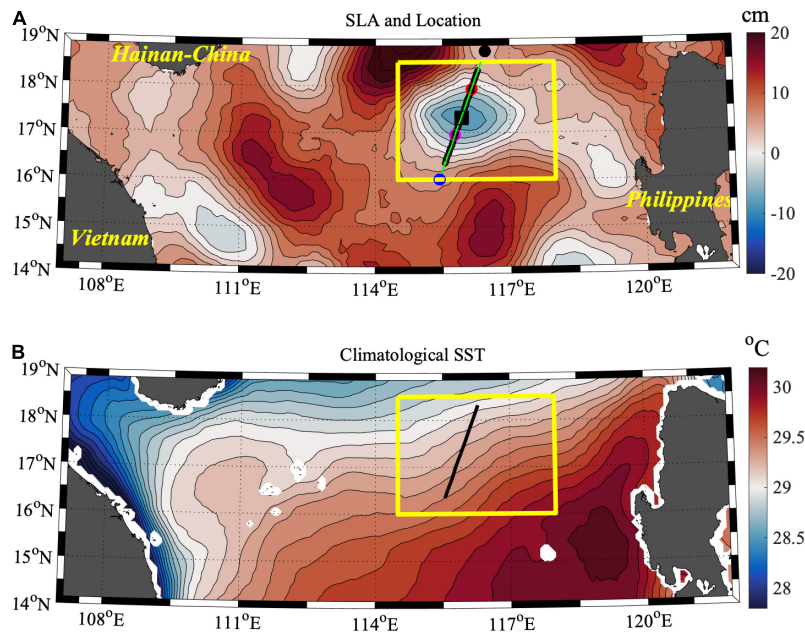 A
SLA and Location
cm
19°N
18°N
17°N
16°N
15°N
14°N
Hainan-China
Vietnam
Philippines
20
10
0
-10
-20
108°E
111°E
114°E
117°E
120°E
B
Climatological SST
°C
19°N
18°N
17°N
16°N
15°N
14°N
30
29.5
29
28.5
28
108°E
111°E
114°E
117°E
120°E